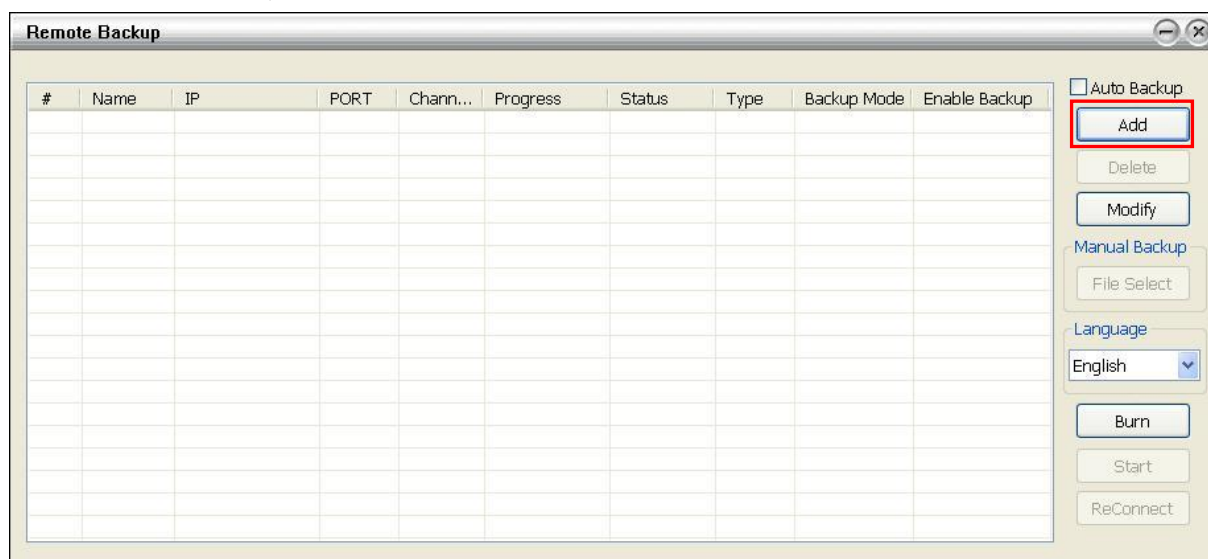 Remote Backup
# Name IP PORT Chann... Progress Status Type Backup Mode Enable Backup
Auto Backup
Add
Delete
Modify
Manual Backup
File Select
Language
English
Burn
Start
ReConnect